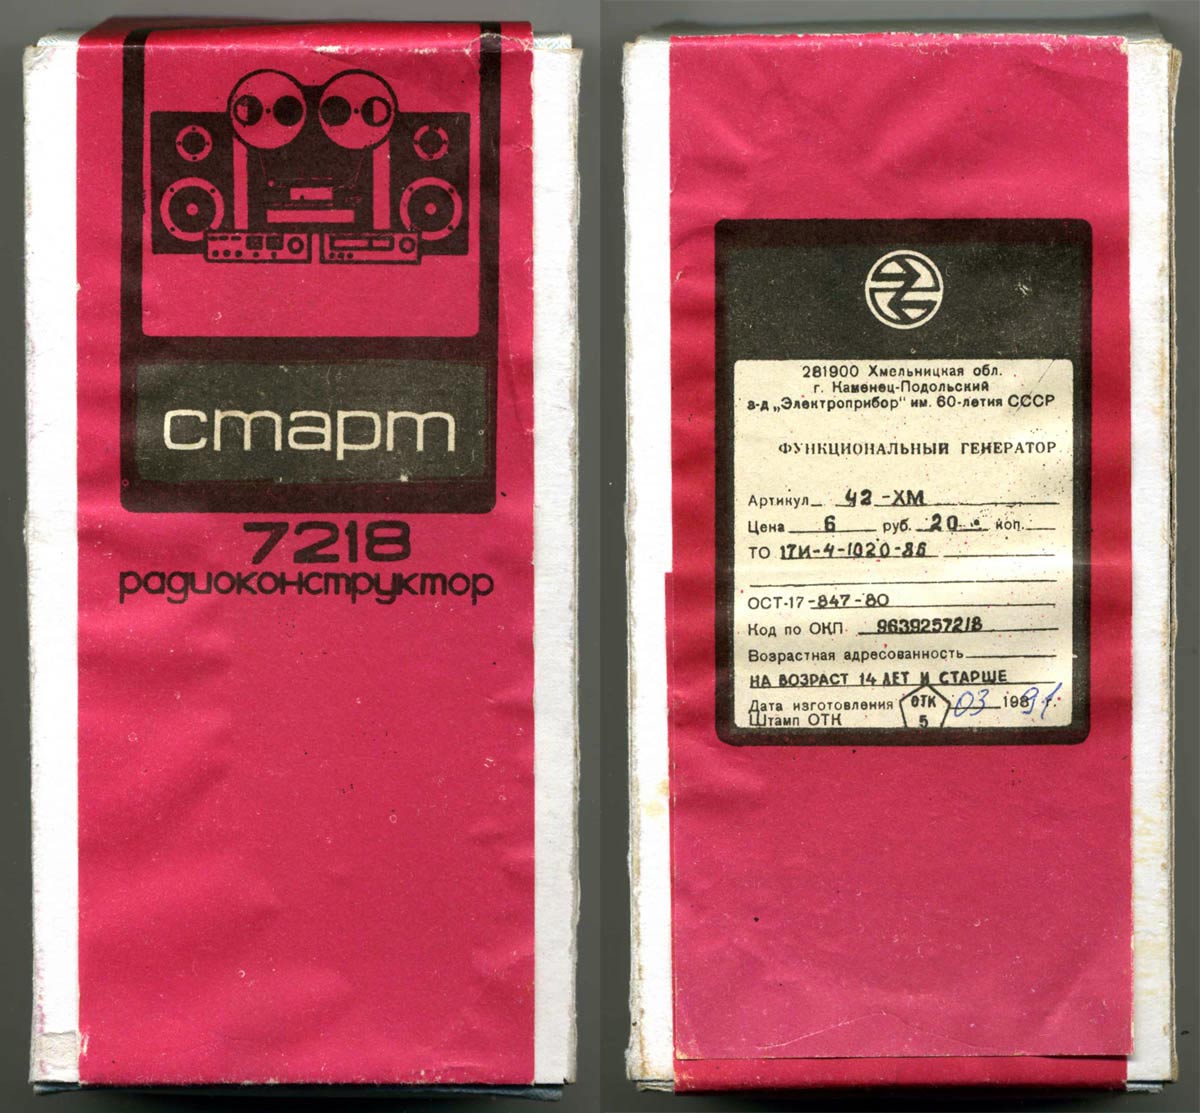 старт
7218
радиоконструктор
281900 Хмельницкая обл.
г. Каменец-Подольский
з-д „Электроприбор" им. 60-летия СССР
ФУНКЦИОНАЛЬНЫЙ ГЕНЕРАТОР
Артикул 42-ХМ
Цена 6 руб. 20 коп.
ТО 17И-4-1020-86
ОСТ-17-847-80
Код по ОКП 9639257218
Возрастная адресованность
НА ВОЗРАСТ 14 ЛЕТ И СТАРШЕ
Дата изготовления 03 1991 г.
Штамп ОТК
ОТК
5